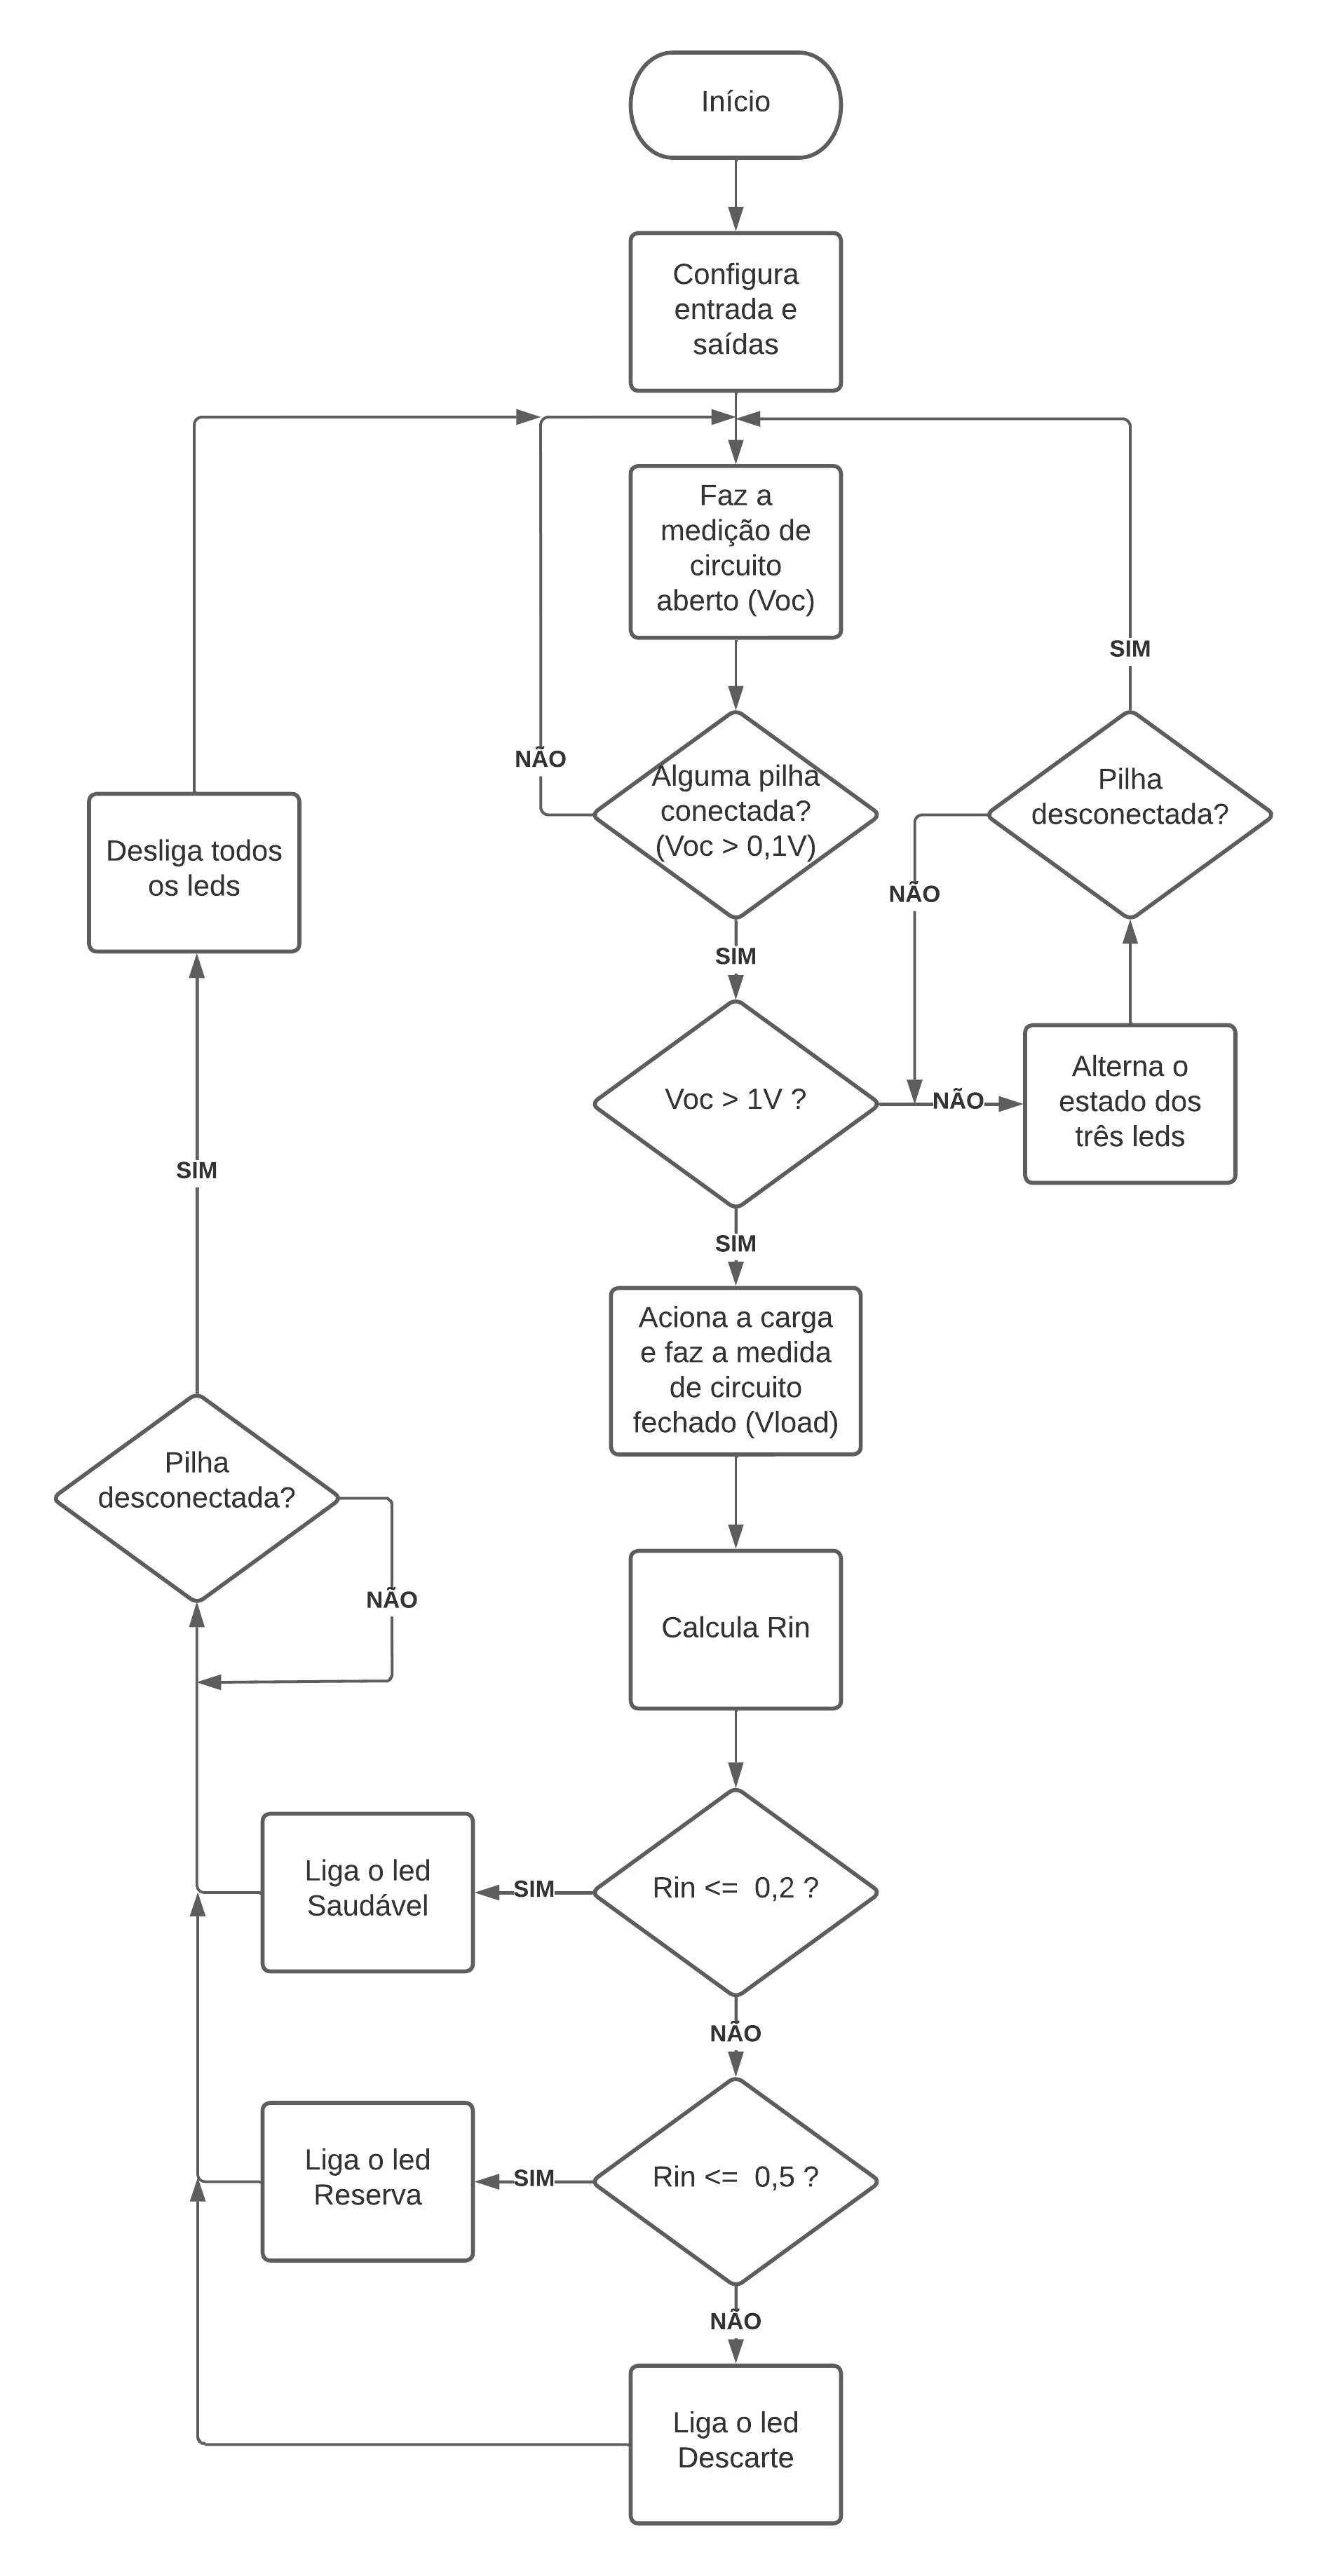 Início
Configura
entrada e
saídas
Faz a
medição de
circuito
aberto (Voc)
SIM
NÃO
Alguma pilha
conectada?
(Voc > 0,1V)
Pilha
desconectada?
Desliga todos
os leds
NÃO
SIM
Voc > 1V ?
NÃO
Alterna o
estado dos
três leds
SIM
SIM
Aciona a carga
e faz a medida
de circuito
fechado (Vload)
Pilha
desconectada?
NÃO
Calcula Rin
Liga o led
Saudável
SIM
Rin <=  0,2 ?
NÃO
Liga o led
Reserva
SIM
Rin <=  0,5 ?
NÃO
Liga o led
Descarte